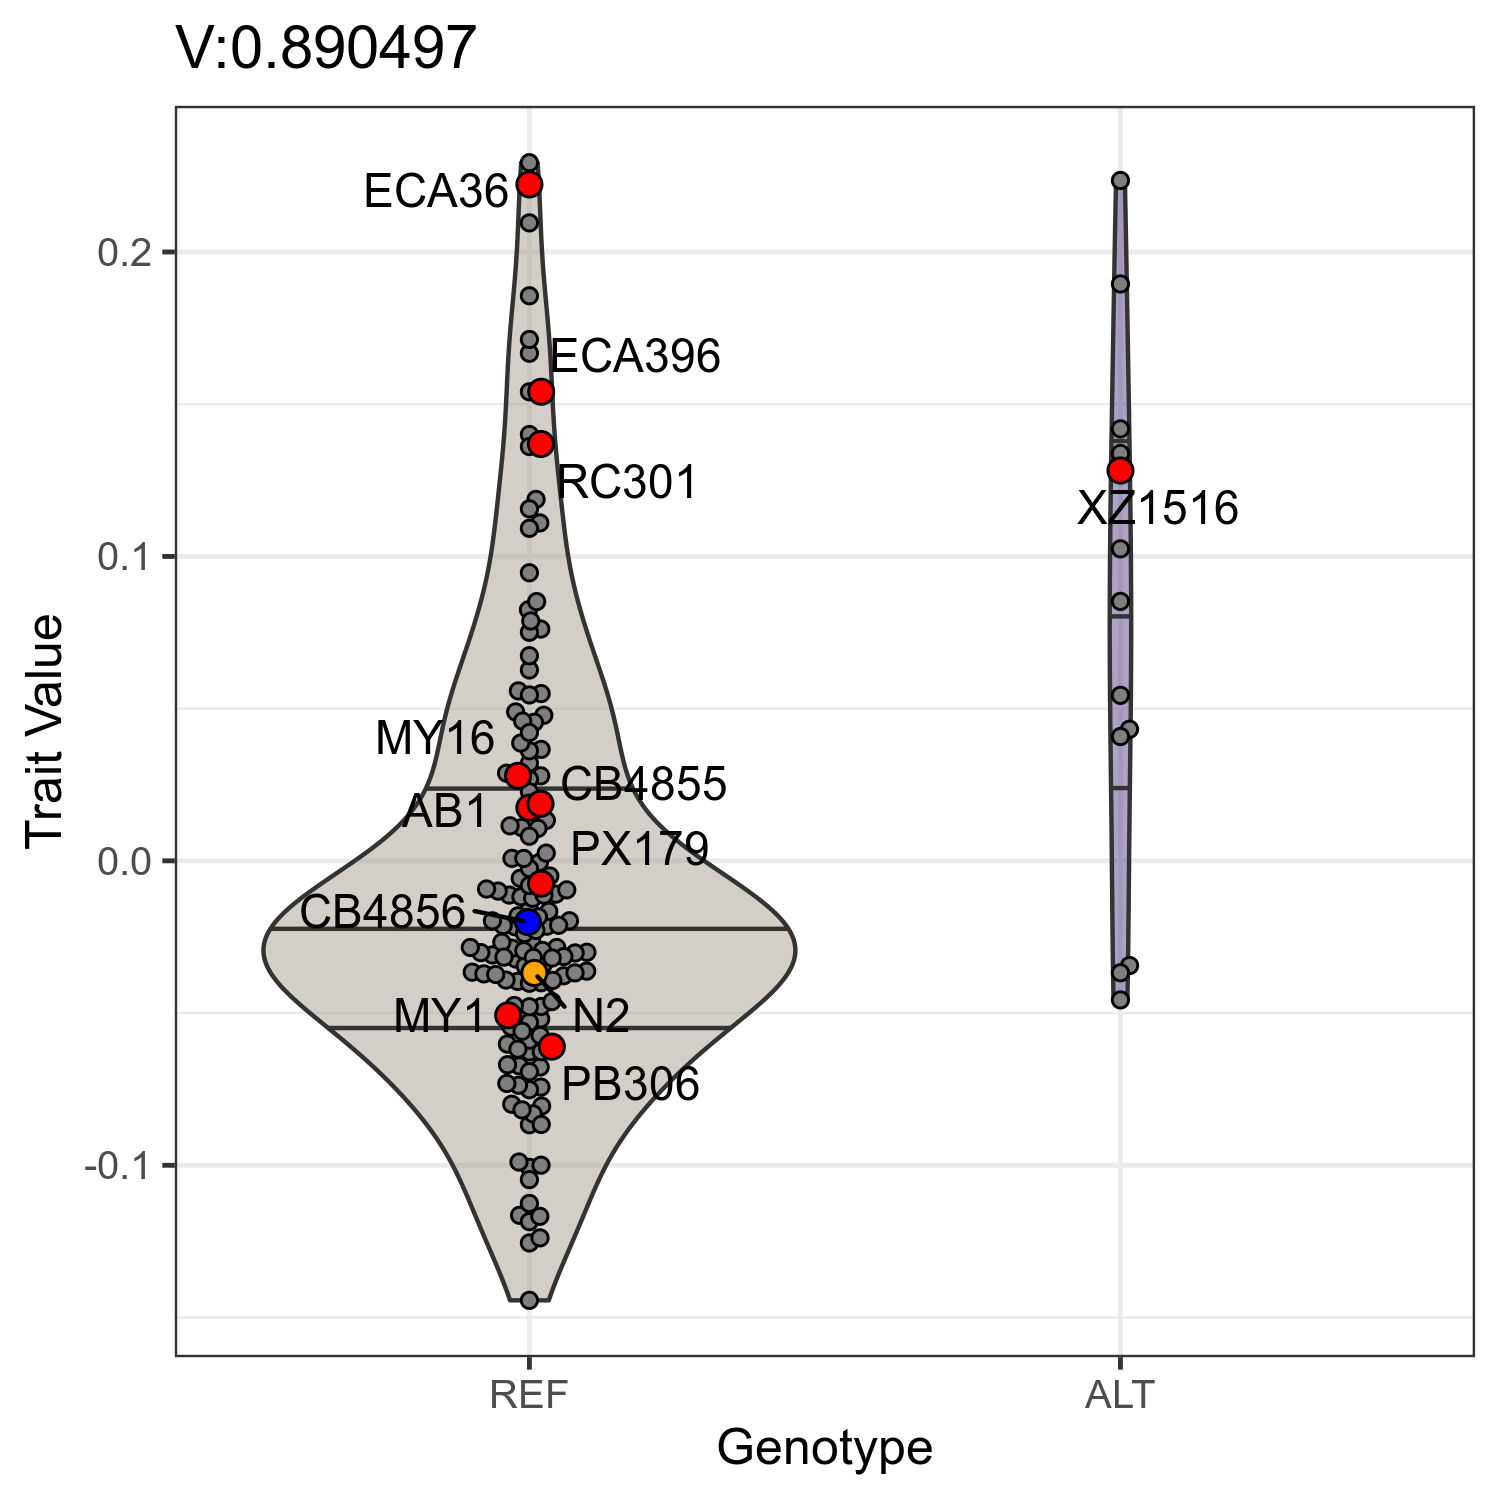 V:0.890497
ECA36
0.2
ECA396
RC301
XZ1516
0.1
MY16
CB4855
AB1
PX179
0.0
CB4856
MY1
N2
PB306
-0.1
Trait Value
REF
ALT
Genotype